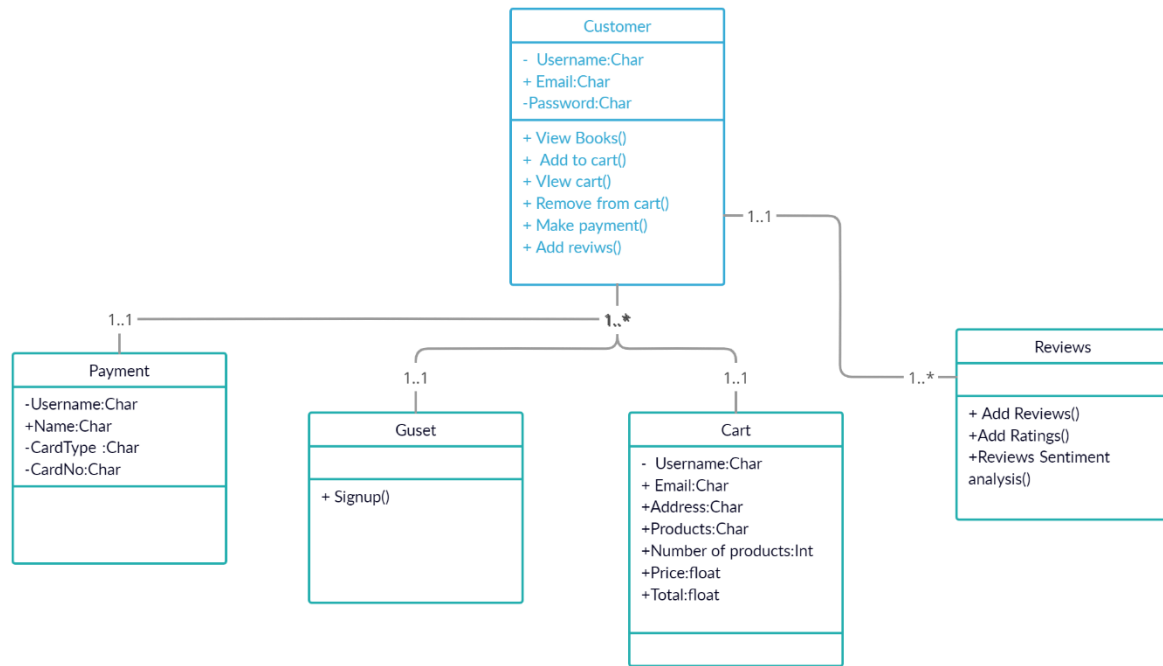 Customer
- Username:Char
+ Email:Char
-Password:Char
+ View Books()
+ Add to cart()
+ VIew cart()
+ Remove from cart()
+ Make payment()
+ Add reviws()
1..1
1..1
1..*
Payment
-Username:Char
+Name:Char
-CardType :Char
-CardNo:Char
1..1
Guset
+ Signup()
1..1
Cart
- Username:Char
+ Email:Char
+Address:Char
+Products:Char
+Number of products:Int
+Price:float
+Total:float
1..*
Reviews
+ Add Reviews()
+Add Ratings()
+Reviews Sentiment
analysis()